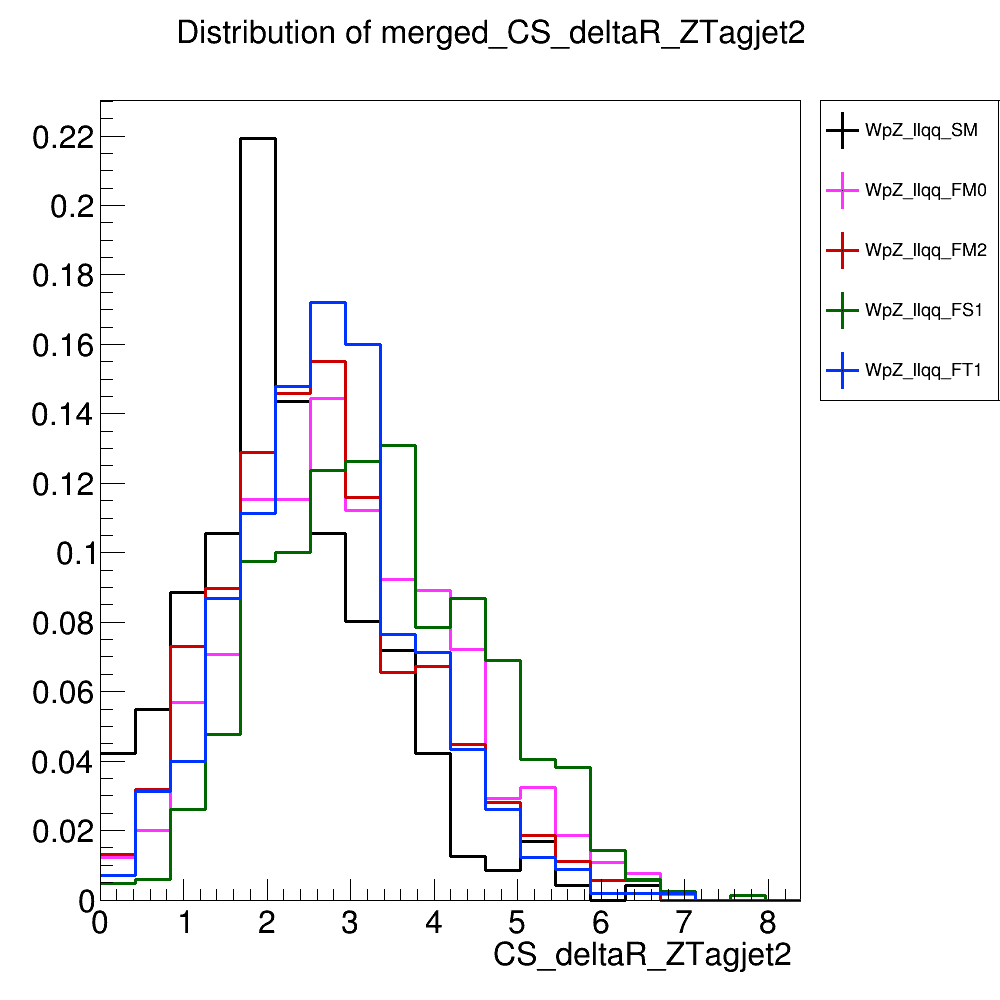 Distribution of merged_CS_deltaR_ZTagjet2
WpZ_llqq_SM
WpZ_llqq_FM0
WpZ_llqq_FM2
WpZ_llqq_FS1
WpZ_llqq_FT1
0.22
0.2
0.18
0.16
0.14
0.12
0.1
0.08
0.06
0.04
0.02
0
0 1 2 3 4 5 6 7 8
CS_deltaR_ZTagjet2